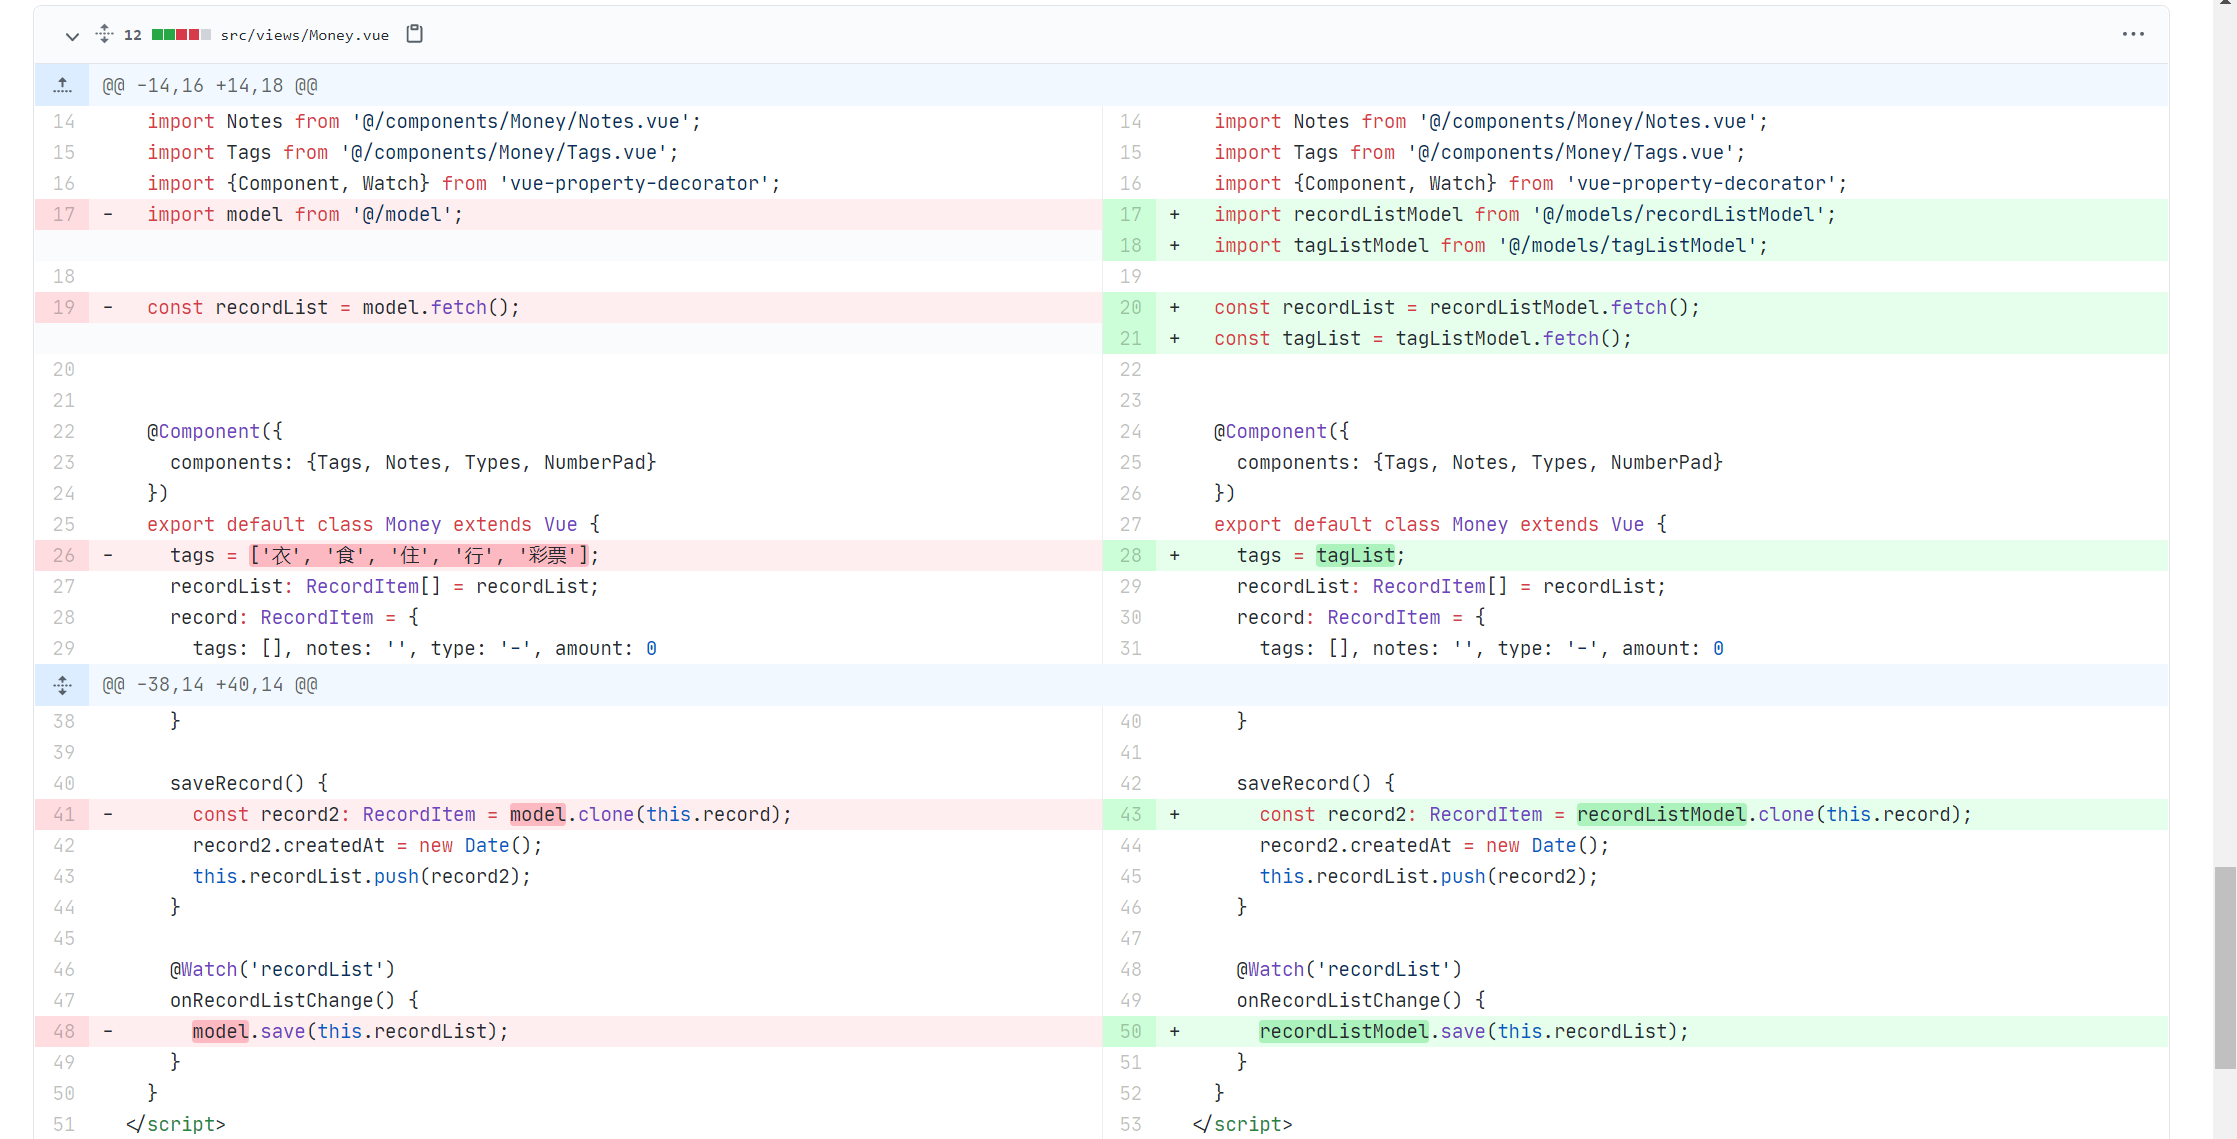 12 src/views/Money.vue
@@ -14,16 +14,18 @@
14 import Notes from '@/components/Money/Notes.vue';
15 import Tags from '@/components/Money/Tags.vue';
16 import {Component, Watch} from 'vue-property-decorator';
17 - import model from '@/model';
18
19 - const recordList = model.fetch();
20
21
22 @Component({
23 components: {Tags, Notes, Types, NumberPad}
24 })
25 export default class Money extends Vue {
26 - tags = ['衣', '食', '住', '行', '彩票'];
27 recordList: RecordItem[] = recordList;
28 record: RecordItem = {
29 tags: [], notes: '', type: '-', amount: 0
14 import Notes from '@/components/Money/Notes.vue';
15 import Tags from '@/components/Money/Tags.vue';
16 import {Component, Watch} from 'vue-property-decorator';
17 + import recordListModel from '@/models/recordListModel';
18 + import tagListModel from '@/models/tagListModel';
19
20 + const recordList = recordListModel.fetch();
21 + const tagList = tagListModel.fetch();
22
23
24 @Component({
25 components: {Tags, Notes, Types, NumberPad}
26 })
27 export default class Money extends Vue {
28 + tags = tagList;
29 recordList: RecordItem[] = recordList;
30 record: RecordItem = {
31 tags: [], notes: '', type: '-', amount: 0
@@ -38,14 +40,14 @@
38 }
39
40 saveRecord() {
41 - const record2: RecordItem = model.clone(this.record);
42 record2.createdAt = new Date();
43 this.recordList.push(record2);
44 }
45
46 @Watch('recordList')
47 onRecordListChange() {
48 - model.save(this.recordList);
49 }
50 }
51 </script>
40 }
41
42 saveRecord() {
43 + const record2: RecordItem = recordListModel.clone(this.record);
44 record2.createdAt = new Date();
45 this.recordList.push(record2);
46 }
47
48 @Watch('recordList')
49 onRecordListChange() {
50 + recordListModel.save(this.recordList);
51 }
52 }
53 </script>